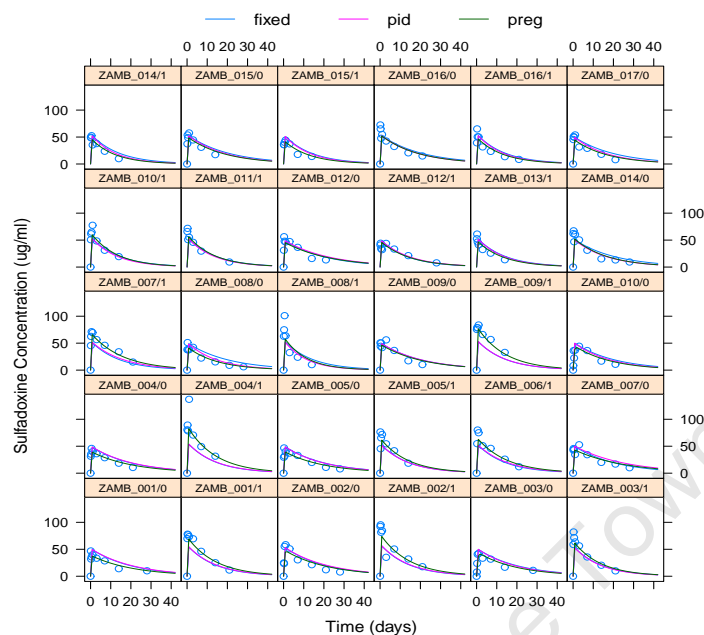 fixed pid preg
0 10 20 30 40 0 10 20 30 40 0 10 20 30 40
ZAMB_014/1 ZAMB_015/0 ZAMB_015/1 ZAMB_016/0 ZAMB_016/1 ZAMB_017/0
100
50
0
ZAMB_010/1 ZAMB_011/1 ZAMB_012/0 ZAMB_012/1 ZAMB_013/1 ZAMB_014/0
100
50
0
ZAMB_007/1 ZAMB_008/0 ZAMB_008/1 ZAMB_009/0 ZAMB_009/1 ZAMB_010/0
100
50
0
ZAMB_004/0 ZAMB_004/1 ZAMB_005/0 ZAMB_005/1 ZAMB_006/1 ZAMB_007/0
100
50
0
ZAMB_001/0 ZAMB_001/1 ZAMB_002/0 ZAMB_002/1 ZAMB_003/0 ZAMB_003/1
100
50
0
0 10 20 30 40 0 10 20 30 40 0 10 20 30 40
Time (days)
Sulfadoxine Concentration (ug/ml)
e Town